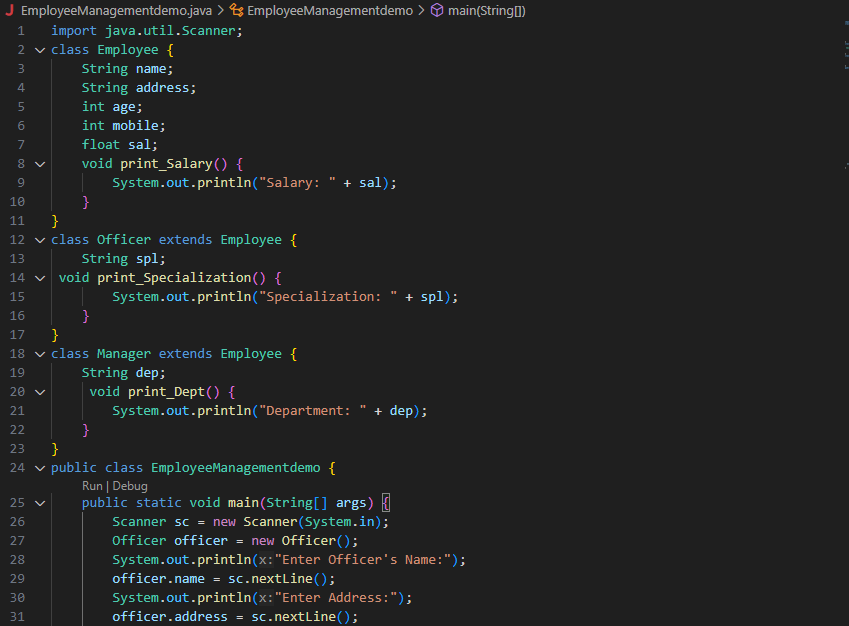 EmployeeManagementdemo.java > EmployeeManagementdemo > main(String[])
1 import java.util.Scanner;
2 class Employee {
3 String name;
4 String address;
5 int age;
6 int mobile;
7 float sal;
8 void print_Salary() {
9 System.out.println("Salary: " + sal);
10 }
11 }
12 class Officer extends Employee {
13 String spl;
14 void print_Specialization() {
15 System.out.println("Specialization: " + spl);
16 }
17 }
18 class Manager extends Employee {
19 String dep;
20 void print_Dept() {
21 System.out.println("Department: " + dep);
22 }
23 }
24 public class EmployeeManagementdemo {
Run | Debug
25 public static void main(String[] args) {
26 Scanner sc = new Scanner(System.in);
27 Officer officer = new Officer();
28 System.out.println(x:"Enter Officer's Name:");
29 officer.name = sc.nextLine();
30 System.out.println(x:"Enter Address:");
31 officer.address = sc.nextLine();